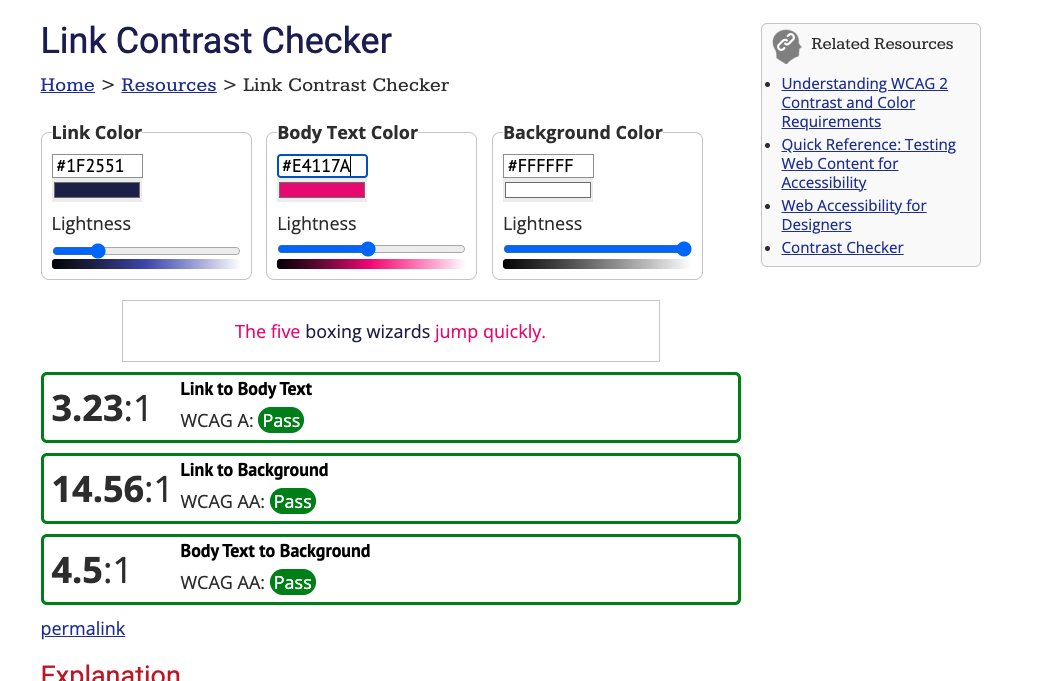 Link Contrast Checker
Home > Resources > Link Contrast Checker
Link Color
#1F2551
Lightness
Body Text Color
#E4117A
Lightness
Background Color
#FFFFFF
Lightness
The five boxing wizards jump quickly.
3.23:1
Link to Body Text
WCAG A: Pass
14.56:1
Link to Background
WCAG AA: Pass
4.5:1
Body Text to Background
WCAG AA: Pass
permalink
Explanation
Related Resources
Understanding WCAG 2
Contrast and Color
Requirements
Quick Reference: Testing
Web Content for
Accessibility
Web Accessibility for
Designers
Contrast Checker